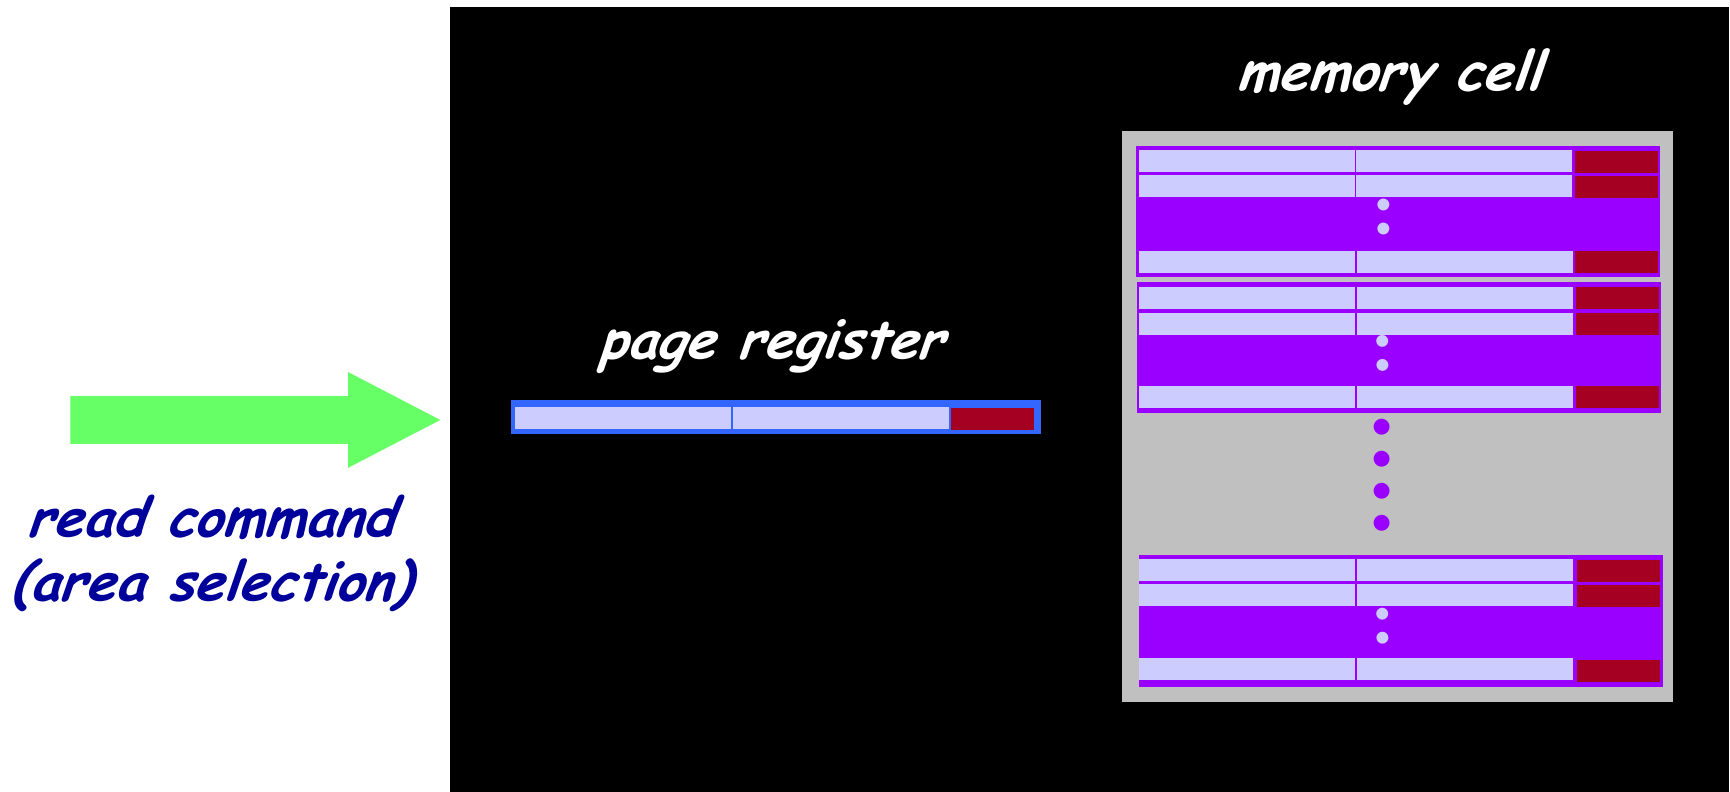 memory cell
page register
read command
(area selection)